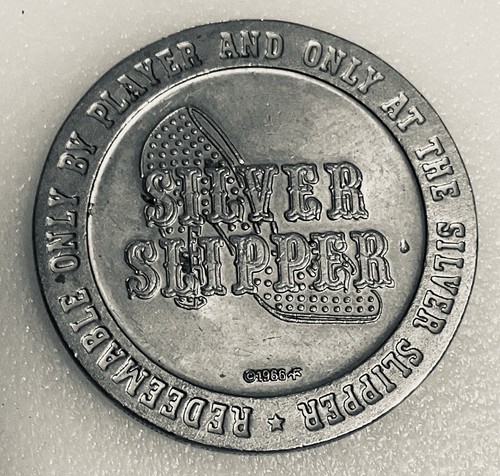 REDEEMABLE ONLY BY PLAYER AND ONLY AT THE SILVER SLIPPER
SILVER
SLIPPER
©1966